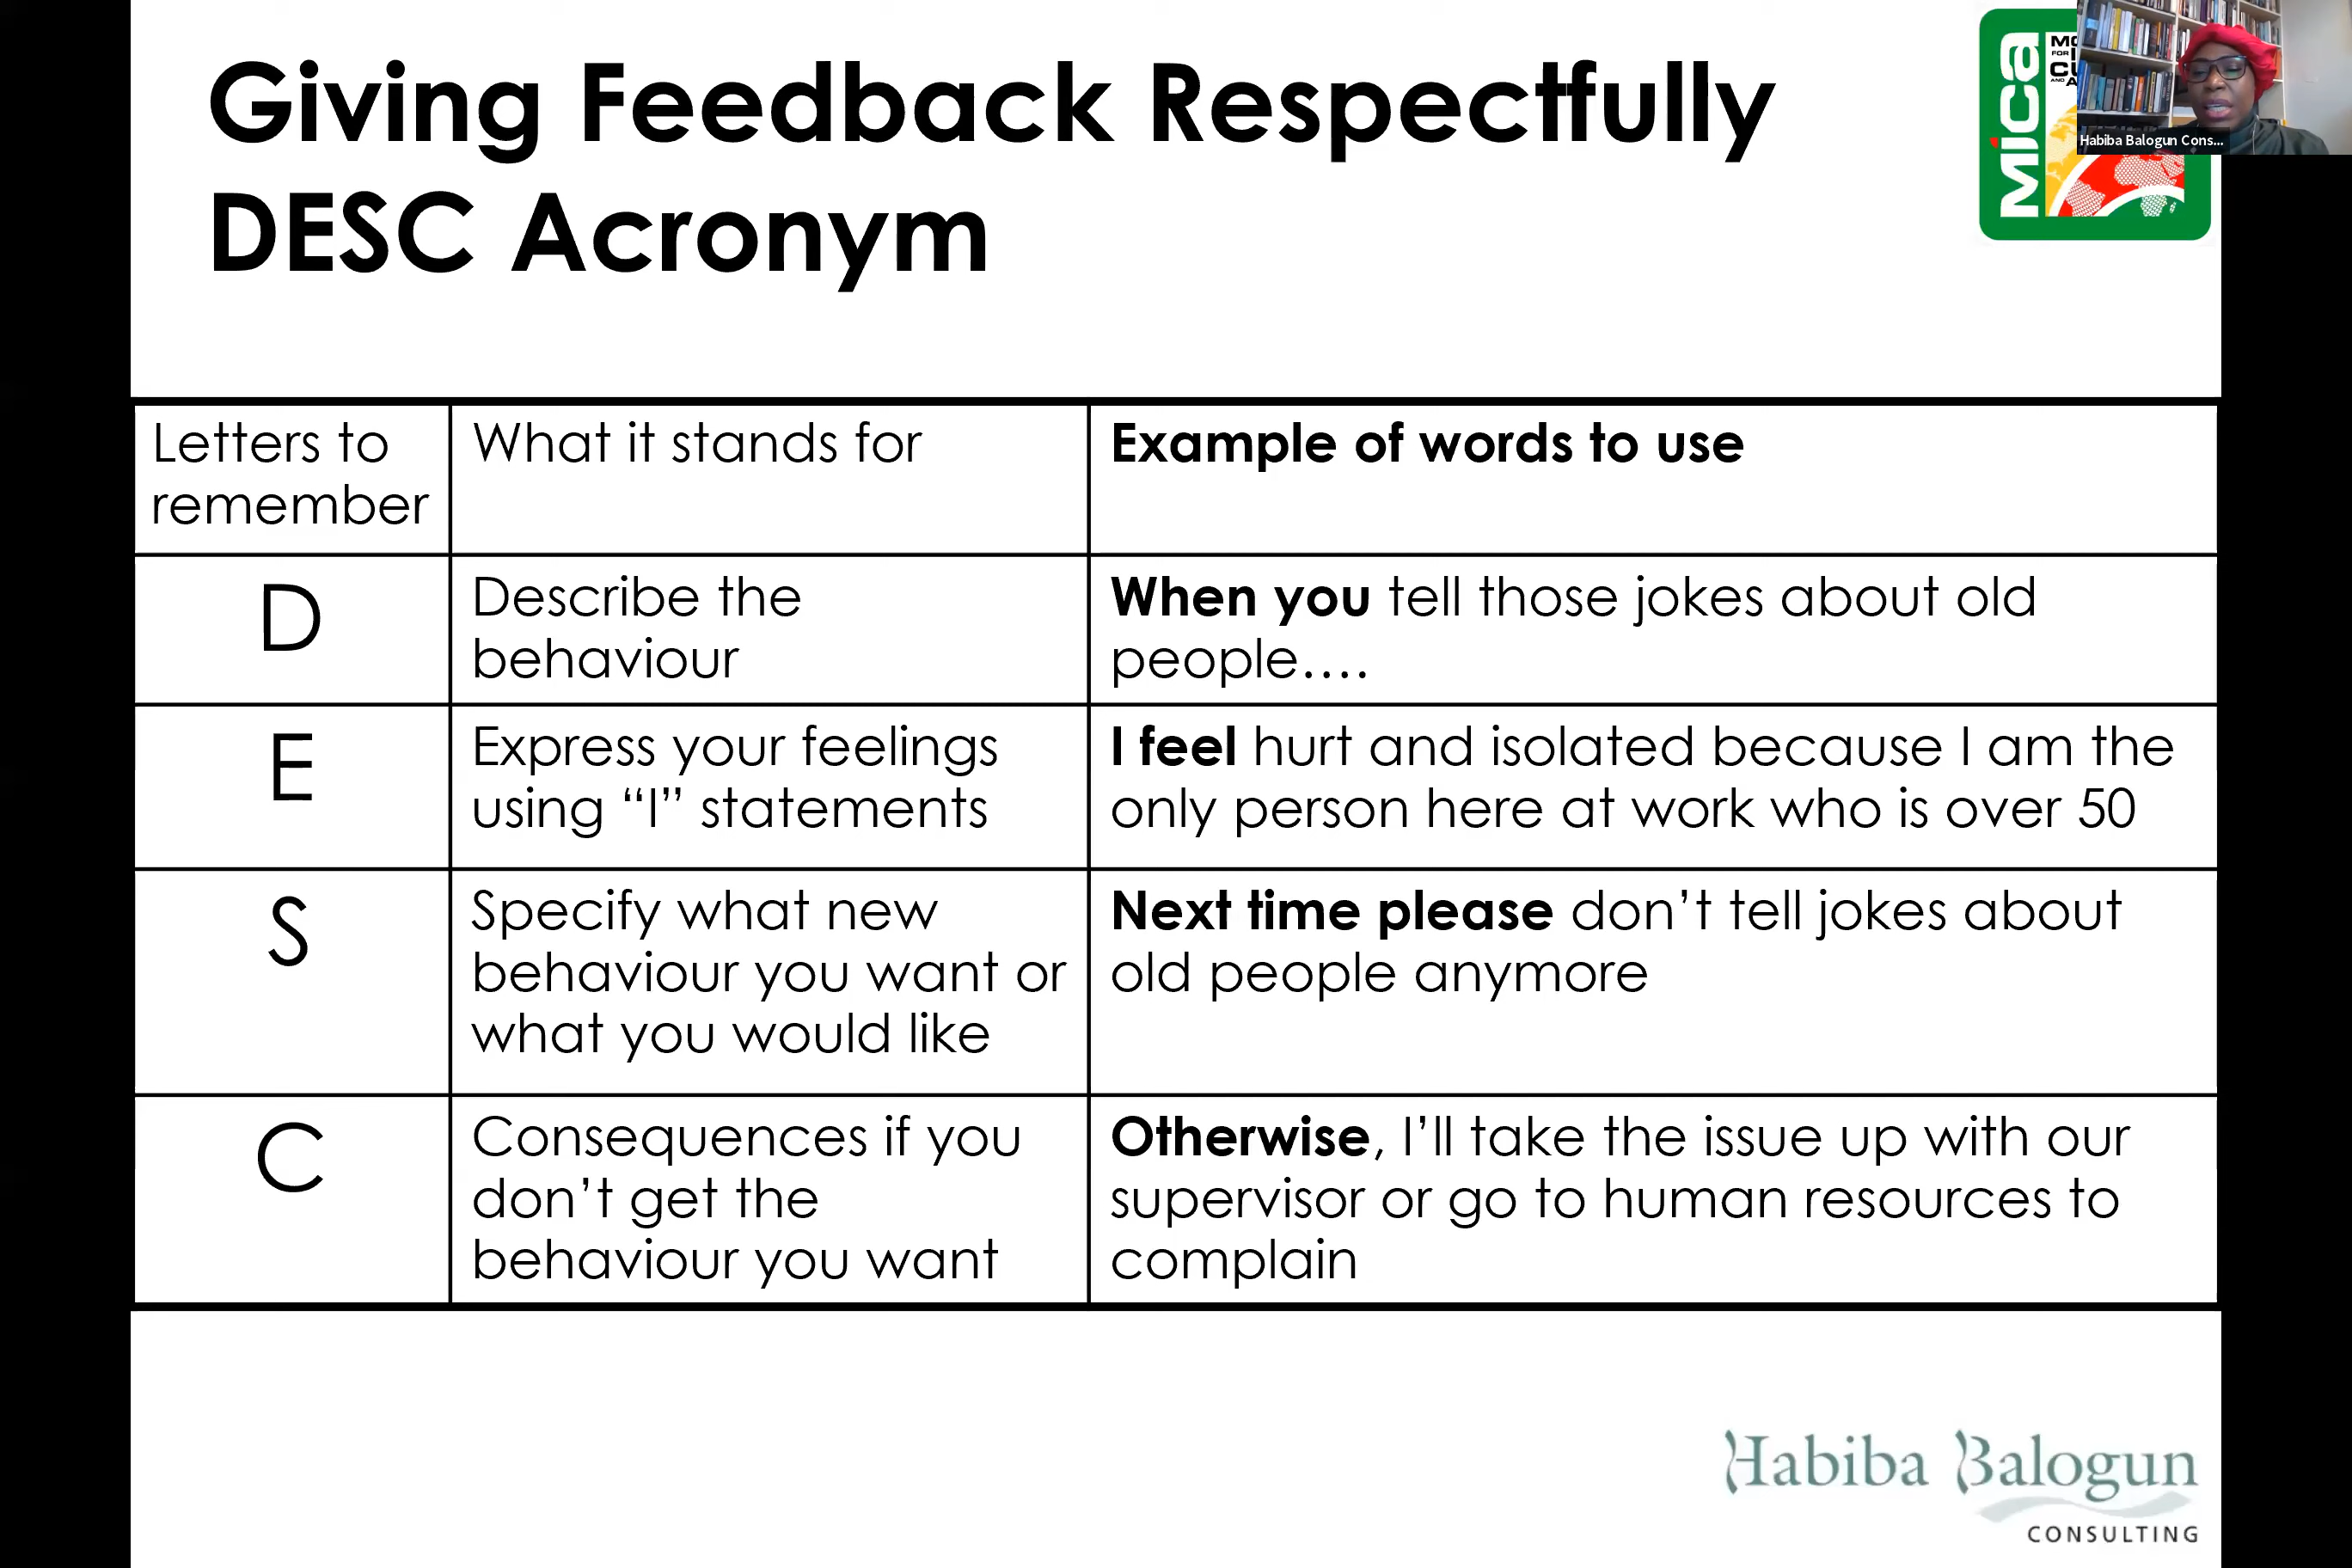 Giving Feedback Respectfully
DESC Acronym
mica
FOR
AND
Habiba Balogun Cons...
Letters to
remember
What it stands for
Example of words to use
D
Describe the
behaviour
When you tell those jokes about old
people....
E
Express your feelings
using “I” statements
I feel hurt and isolated because I am the
only person here at work who is over 50
S
Specify what new
behaviour you want or
what you would like
Next time please don’t tell jokes about
old people anymore
C
Consequences if you
don’t get the
behaviour you want
Otherwise, I’ll take the issue up with our
supervisor or go to human resources to
complain
Habiba Balogun
CONSULTING